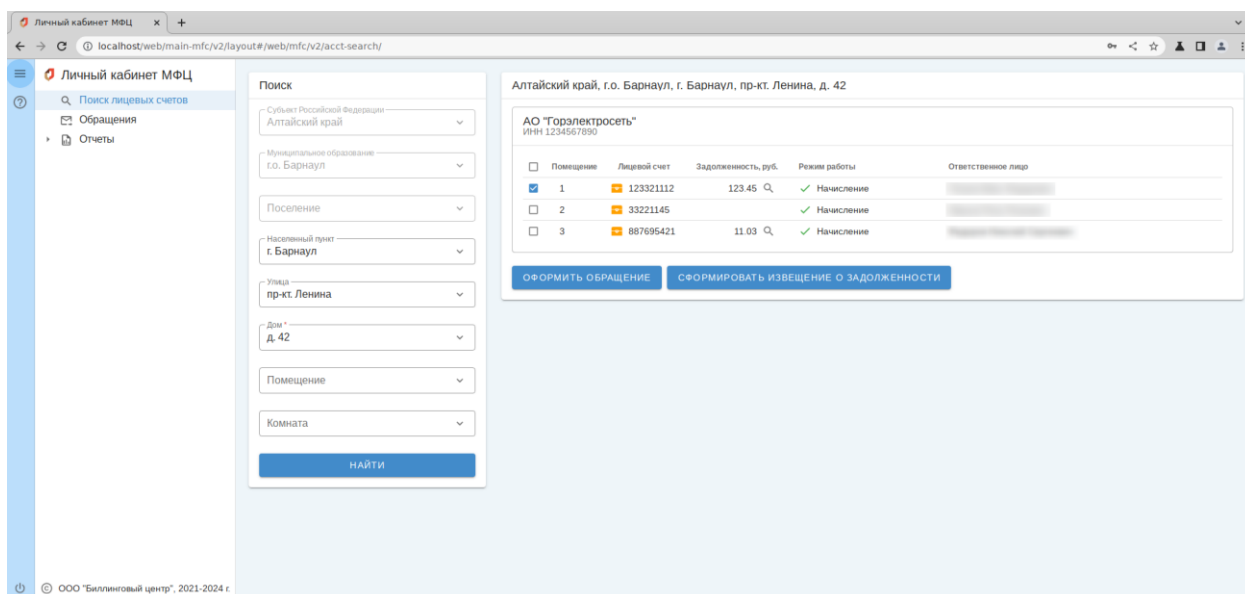 Личный кабинет МФЦ
localhost/web/main-mfc/v2/layout#/web/mfc/v2/acct-search/
Личный кабинет МФЦ
Поиск лицевых счетов
Обращения
Отчеты
© ООО "Биллинговый центр", 2021-2024 г.
Поиск
Субъект Российской Федерации
Алтайский край
Муниципальное образование
г.о. Барнаул
Поселение
Населенный пункт
г. Барнаул
Улица
пр-кт. Ленина
Дом *
д. 42
Помещение
Комната
НАЙТИ
Алтайский край, г.о. Барнаул, г. Барнаул, пр-кт. Ленина, д. 42
АО "Горэлектросеть"
ИНН 1234567890
Помещение Лицевой счет Задолженность, руб. Режим работы Ответственное лицо
1 123321112 123.45 Начисление
2 33221145 Начисление
3 887695421 11.03 Начисление
ОФОРМИТЬ ОБРАЩЕНИЕ СФОРМИРОВАТЬ ИЗВЕЩЕНИЕ О ЗАДОЛЖЕННОСТИ